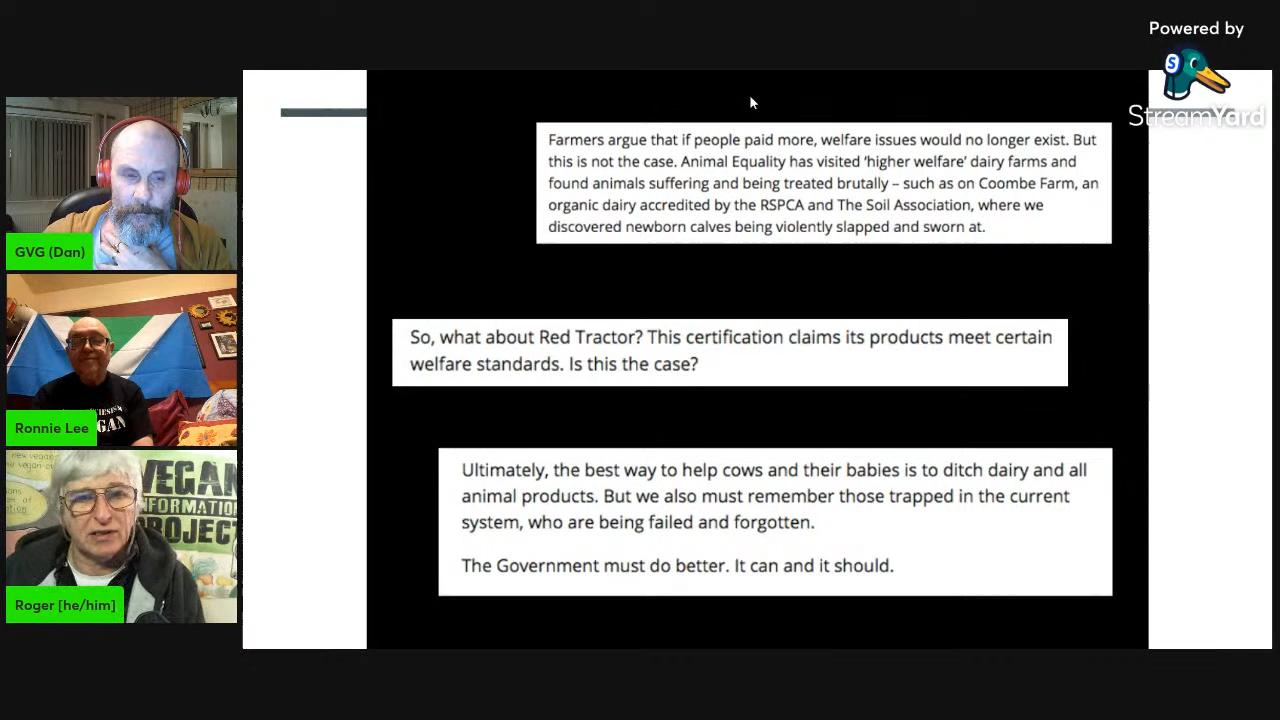 Powered by
S
StreamYard
Farmers argue that if people paid more, welfare issues would no longer exist. But
this is not the case. Animal Equality has visited ‘higher welfare’ dairy farms and
found animals suffering and being treated brutally – such as on Coombe Farm, an
organic dairy accredited by the RSPCA and The Soil Association, where we
discovered newborn calves being violently slapped and sworn at.
So, what about Red Tractor? This certification claims its products meet certain
welfare standards. Is this the case?
Ultimately, the best way to help cows and their babies is to ditch dairy and all
animal products. But we also must remember those trapped in the current
system, who are being failed and forgotten.
The Government must do better. It can and it should.
GVG (Dan)
GAN
Ronnie Lee
new vegan
VEGAN
INFORMATION
PROJECT
Roger [he/him]